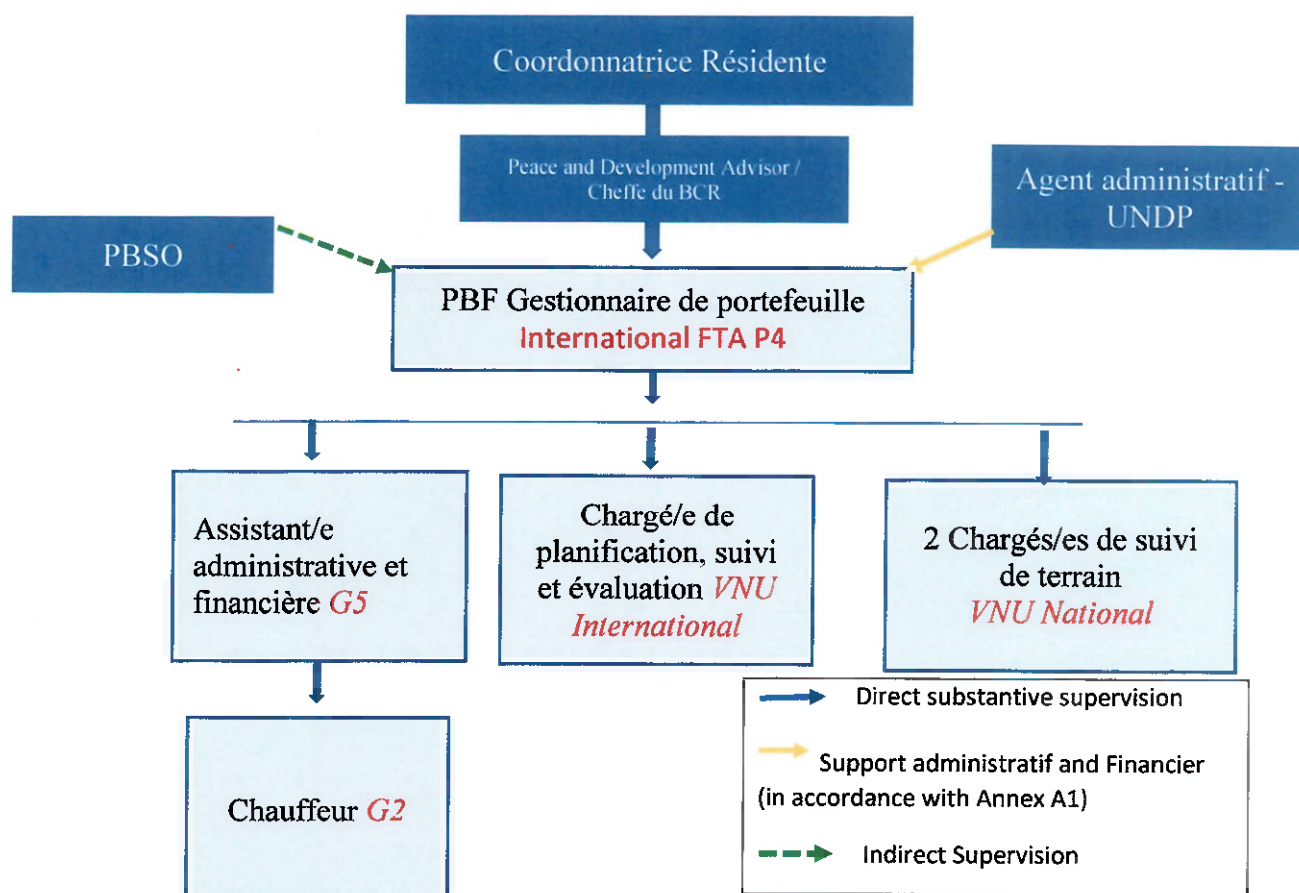 Coordonnatrice Résidente
Peace and Development Advisor /
Cheffe du BCR
Agent administratif -
UNDP
PBSO
PBF Gestionnaire de portefeuille
International FTA P4
Assistant/e
administrative et
financière G5
Chargé/e de
planification, suivi
et évaluation VNU
International
2 Chargés/es de suivi
de terrain
VNU National
Chauffeur G2
Direct substantive supervision
Support administratif and Financier
(in accordance with Annex A1)
Indirect Supervision